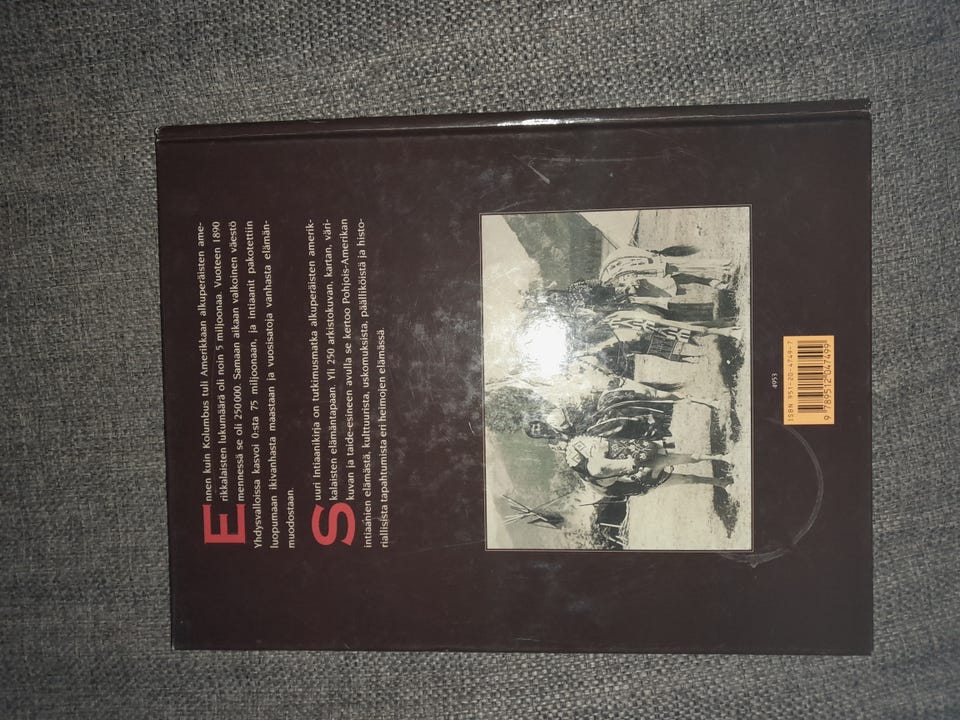 Ennen kuin Kolumbus tuli Amerikkaan alkuperäisten ame-
rikkalaisten lukumäärä oli noin 5 miljoonaa. Vuoteen 1890
mennessä se oli 250 000. Samaan aikaan valkoinen väestö
Yhdysvalloissa kasvoi 0:sta 75 miljoonaan, ja intiaanit pakotettiin
luopumaan ikivanhasta maastaan ja vuosisatoja vanhasta elämän-
muodostaan.
Suuri Intiaanikirja on tutkimusmatka alkuperäisten amerik-
kalaisten elämäntapaan. Yli 250 arkistokuvan, kartan, väri-
kuvan ja taide-esineen avulla se kertoo Pohjois-Amerikan
intiaanien elämästä, kulttuurista, uskomuksista, päälliköistä ja histo-
riallisista tapahtumista eri heimojen elämässä.
4953
ISBN 951-20-4749-7
9 789512 047499